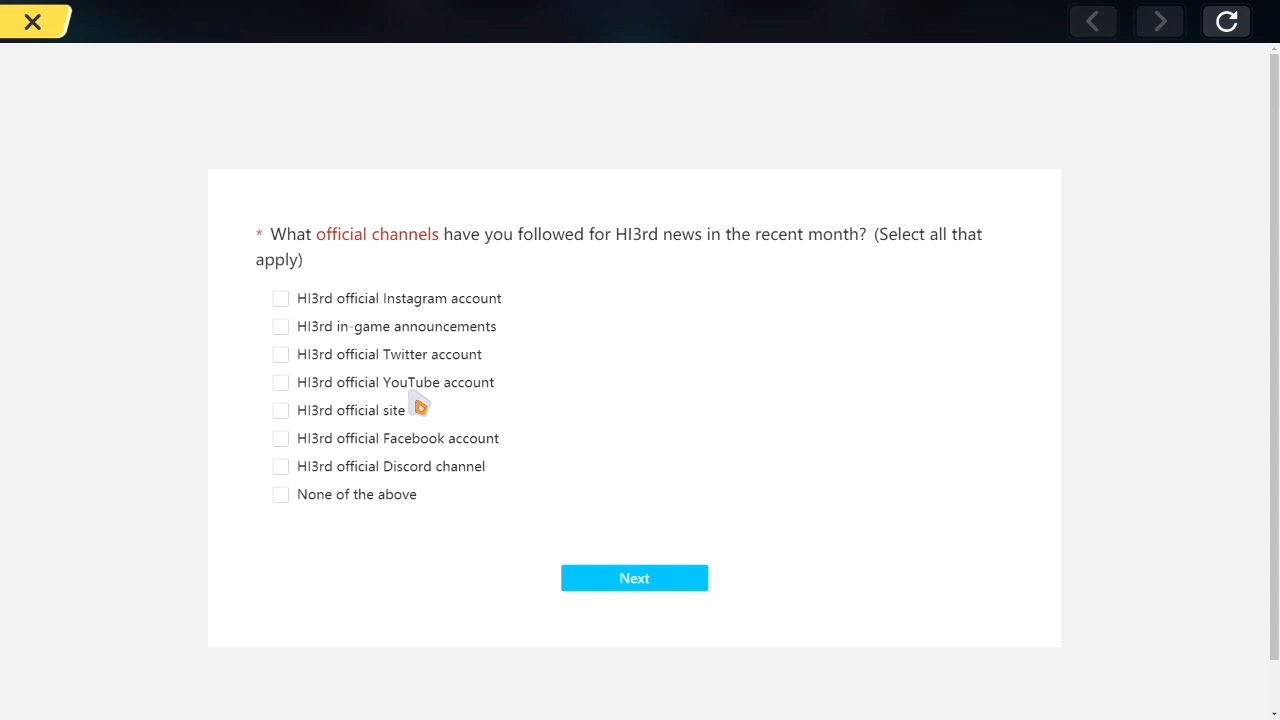 * What official channels have you followed for HI3rd news in the recent month? (Select all that
apply)
HI3rd official Instagram account
HI3rd in-game announcements
HI3rd official Twitter account
HI3rd official YouTube account
HI3rd official site
HI3rd official Facebook account
HI3rd official Discord channel
None of the above
Next